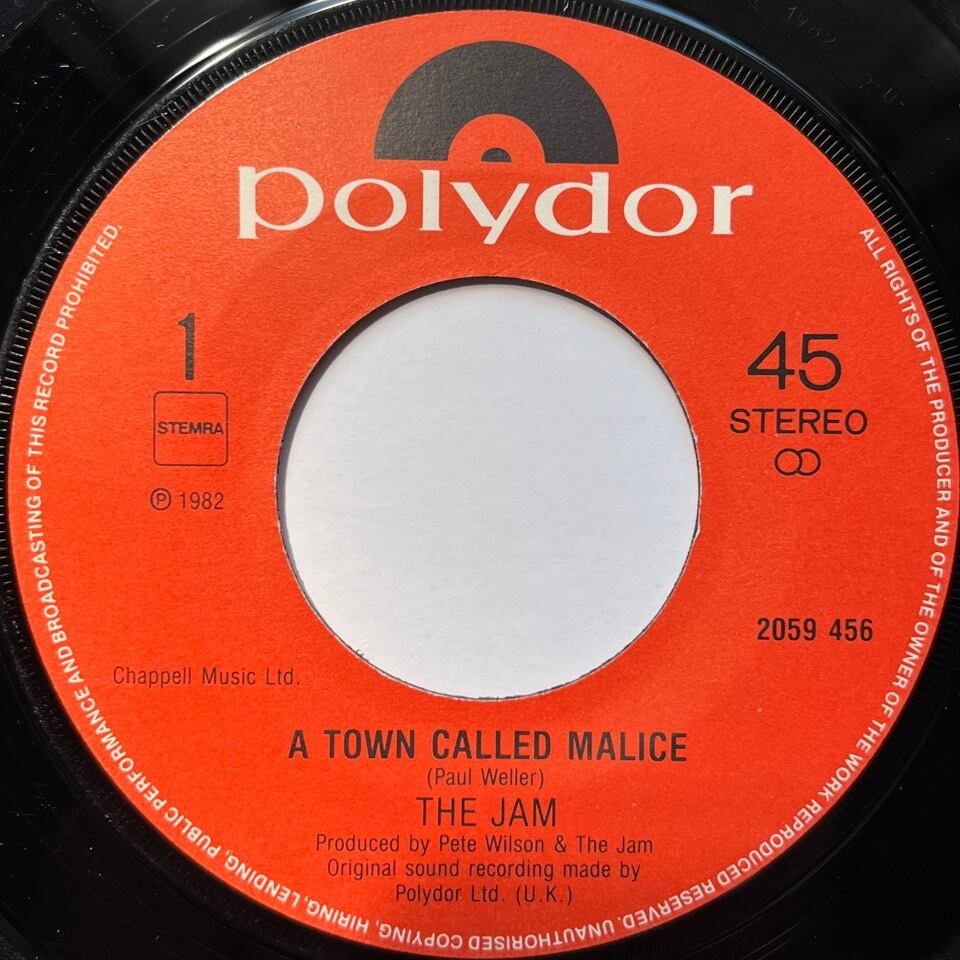 polydor
1
STEMRA
℗ 1982
45
STEREO
2059 456
Chappell Music Ltd.
A TOWN CALLED MALICE
(Paul Weller)
THE JAM
Produced by Pete Wilson & The Jam
Original sound recording made by
Polydor Ltd. (U.K.)
ALL RIGHTS OF THE PRODUCER AND OF THE OWNER OF THE WORK REPRODUCED RESERVED. UNAUTHORISED COPYING, HIRING, LENDING, PUBLIC PERFORMANCE AND BROADCASTING OF THIS RECORD PROHIBITED.
1982